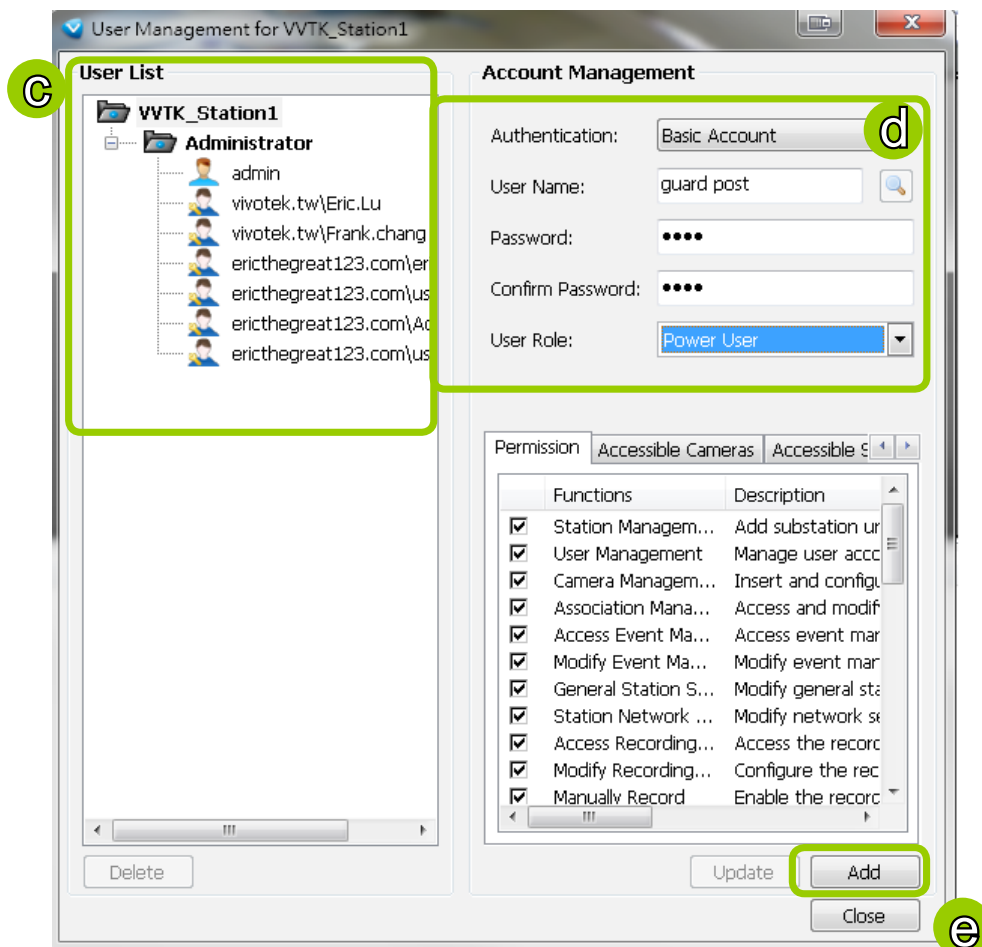 User Management for VVTK_Station1
C
User List
VVTK_Station1
Administrator
admin
vivotek.tw\Eric.Lu
vivotek.tw\Frank.chang
ericthegreat123.com\er
ericthegreat123.com\us
ericthegreat123.com\Ad
ericthegreat123.com\us
Delete
Account Management
d
Authentication: Basic Account
User Name: guard post
Password: ••••
Confirm Password: ••••
User Role: Power User
Permission Accessible Cameras Accessible S
Functions Description
Station Managem... Add substation ur
User Management Manage user acco
Camera Managem... Insert and configu
Association Mana... Access and modif
Access Event Ma... Access event mar
Modify Event Ma... Modify event mar
General Station S... Modify general sta
Station Network ... Modify network se
Access Recording... Access the record
Modify Recording... Configure the rec
Manually Record Enable the record
Update Add
Close
e